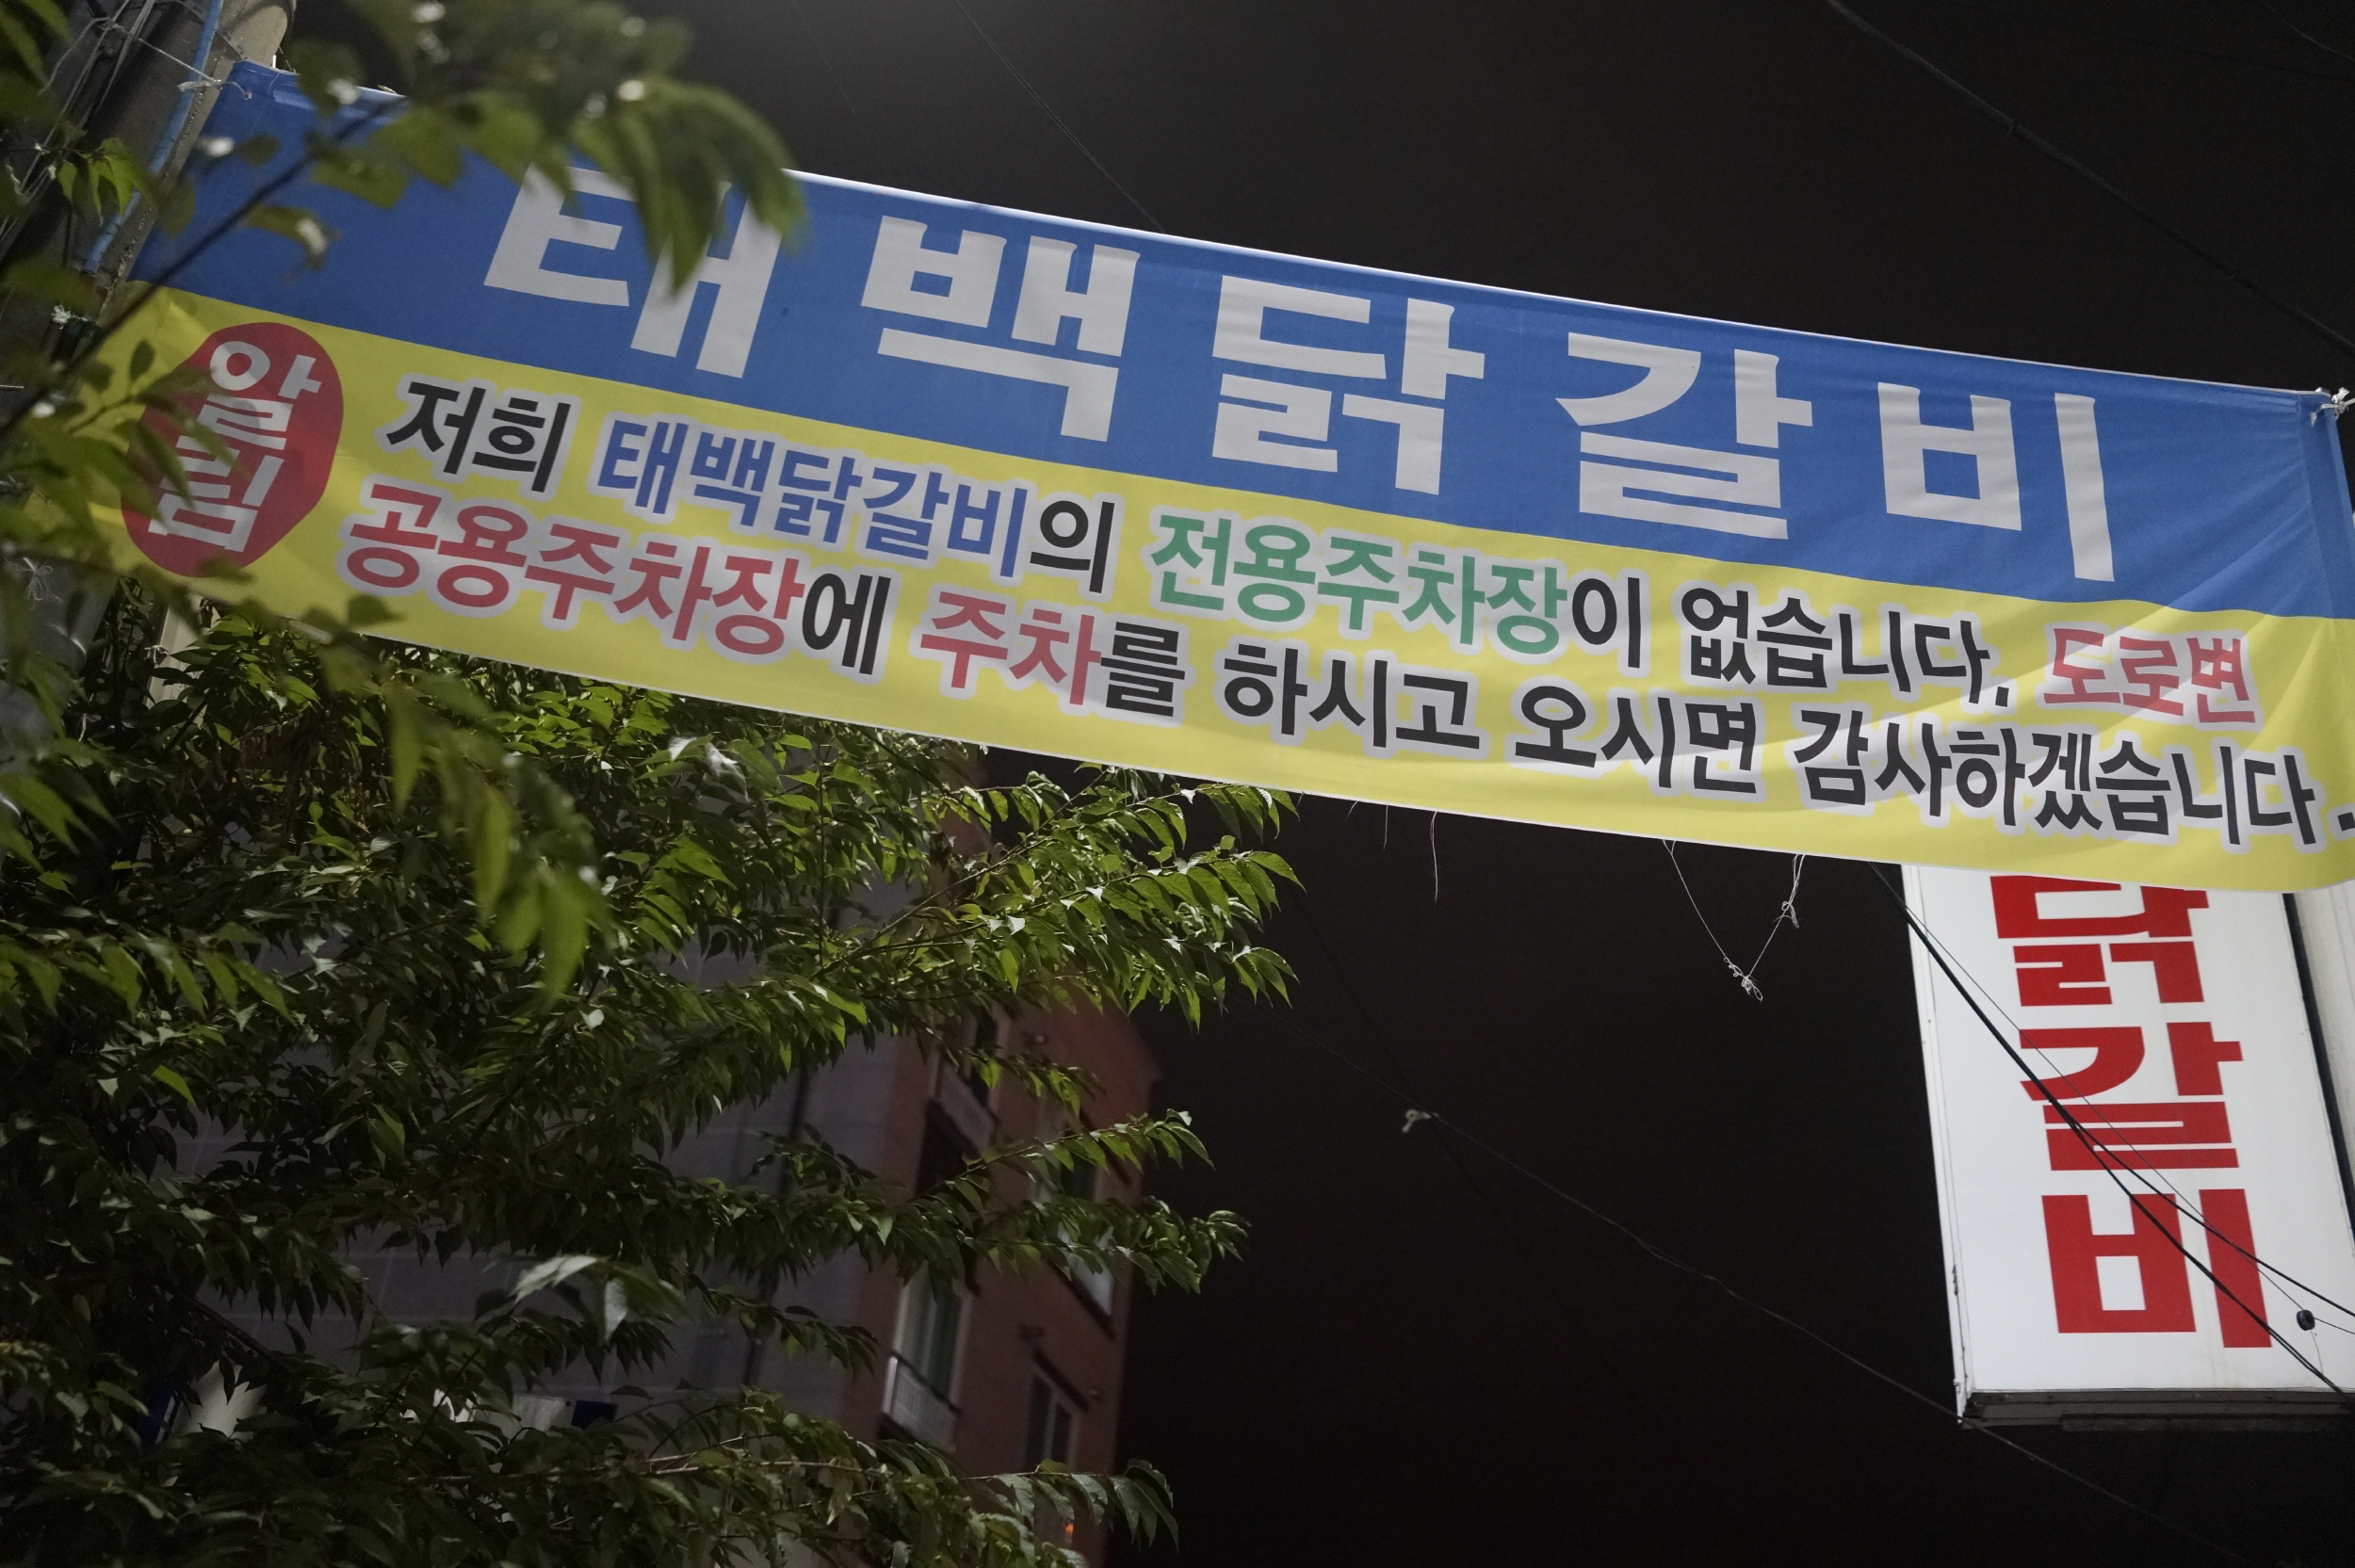 태백닭갈비
알림
저희 태백닭갈비의 전용주차장이 없습니다. 도로변
공용주차장에 주차를 하시고 오시면 감사하겠습니다.
닭갈비